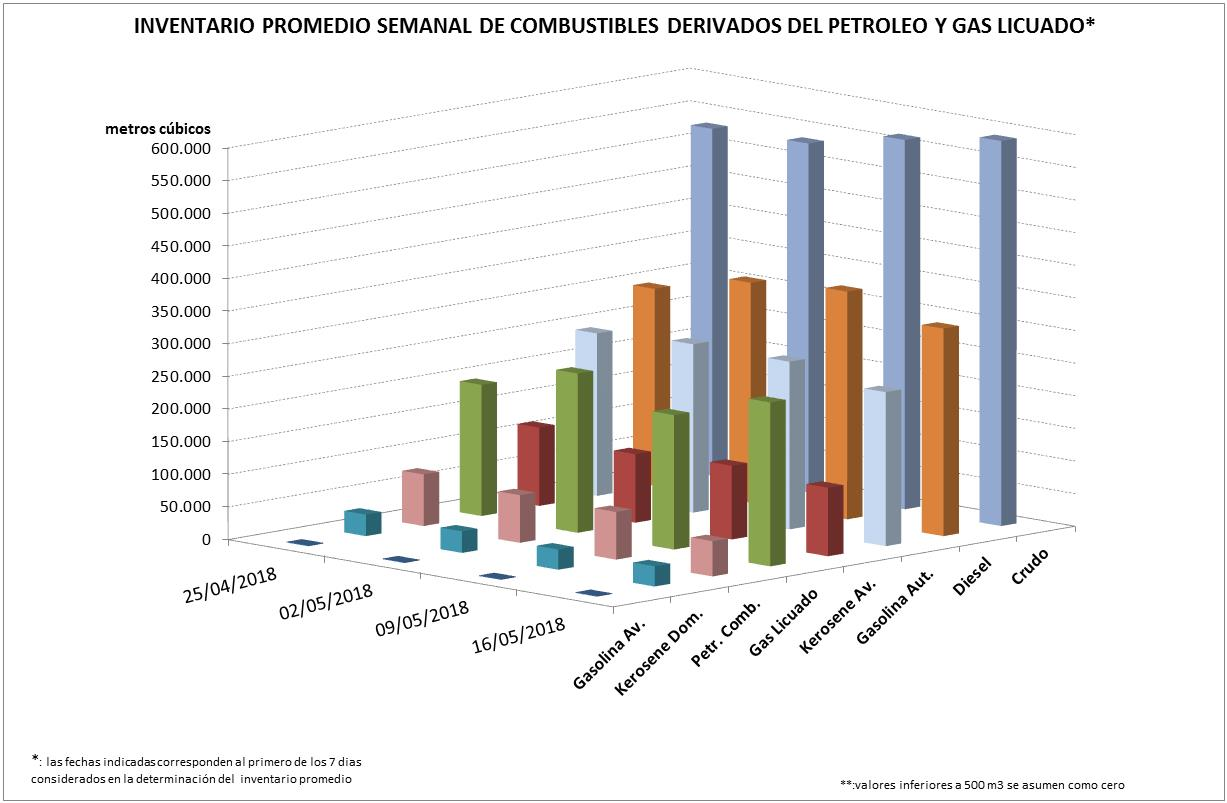 INVENTARIO PROMEDIO SEMANAL DE COMBUSTIBLES DERIVADOS DEL PETROLEO Y GAS LICUADO*
metros cúbicos
600.000
550.000
500.000
450.000
400.000
350.000
300.000
250.000
200.000
150.000
100.000
50.000
0
25/04/2018
02/05/2018
09/05/2018
16/05/2018
Gasolina Av.
Kerosene Dom.
Petr. Comb.
Gas Licuado
Kerosene Av.
Gasolina Aut.
Diesel
Crudo
*: las fechas indicadas corresponden al primero de los 7 dias
considerados en la determinación del inventario promedio
**:valores inferiores a 500 m3 se asumen como cero